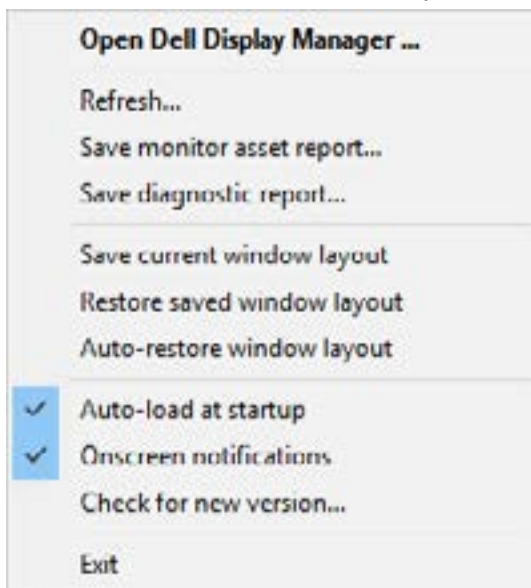 Open Dell Display Manager ...
Refresh...
Save monitor asset report...
Save diagnostic report...
Save current window layout
Restore saved window layout
Auto-restore window layout
Auto-load at startup
Onscreen notifications
Check for new version...
Exit